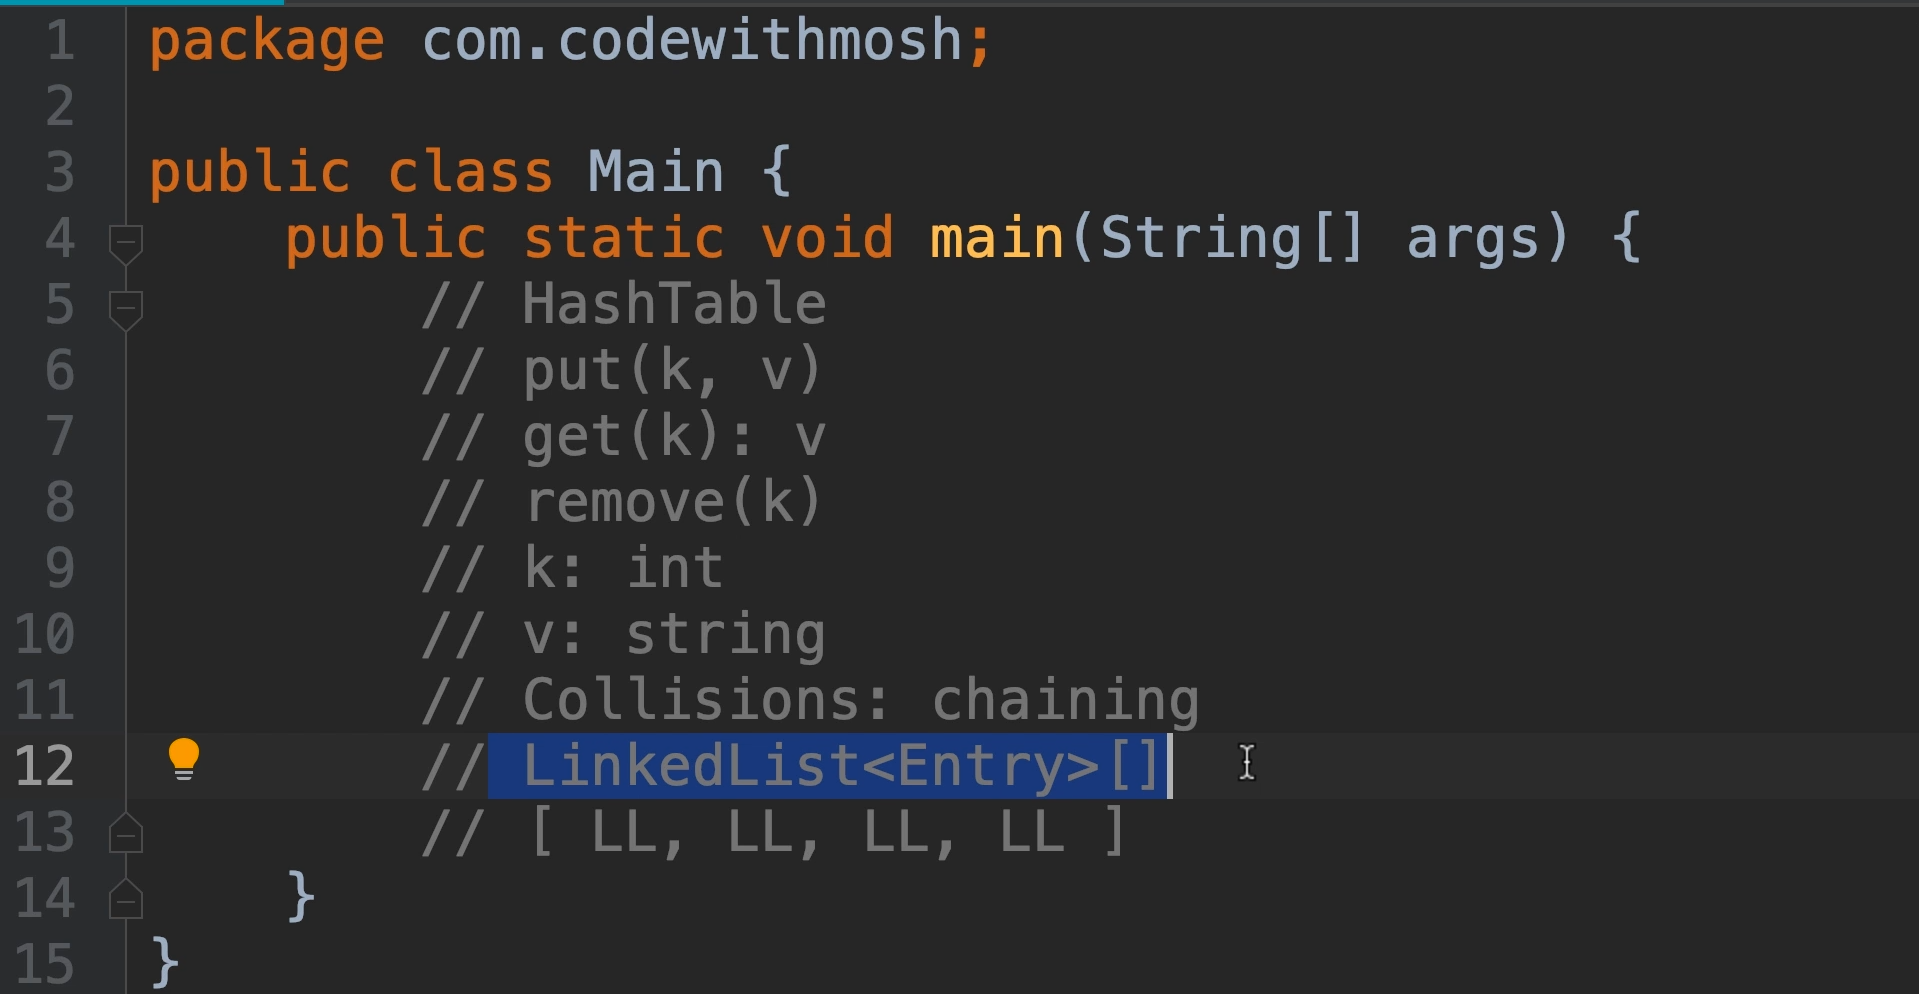 1 package com.codewithmosh;
2
3 public class Main {
4     public static void main(String[] args) {
5         // HashTable
6         // put(k, v)
7         // get(k): v
8         // remove(k)
9         // k: int
10         // v: string
11         // Collisions: chaining
12         // LinkedList<Entry>[]
13         // [ LL, LL, LL, LL ]
14     }
15 }